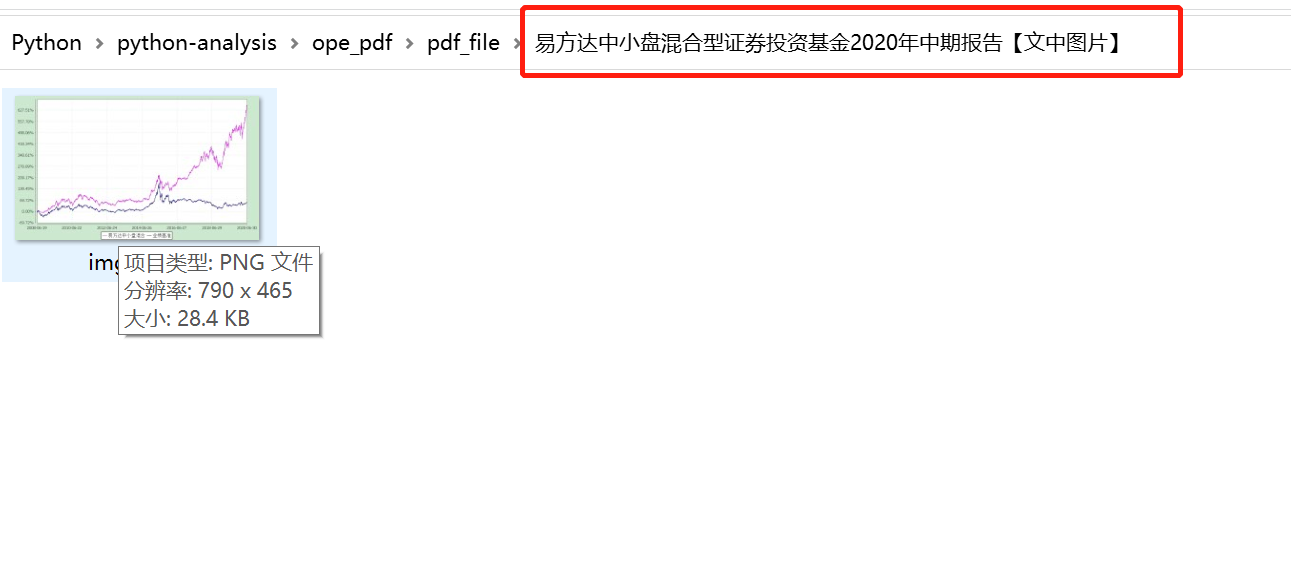 Python > python-analysis > ope_pdf > pdf_file > 易方达中小盘混合型证券投资基金2020年中期报告【文中图片】
img
项目类型: PNG 文件
分辨率: 790 x 465
大小: 28.4 KB